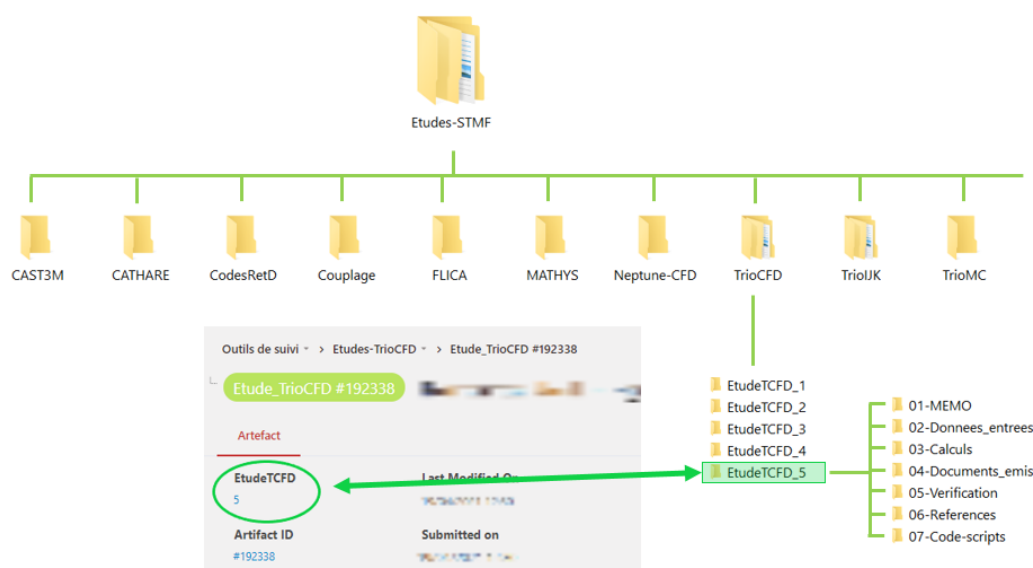 Etudes-STMF
CAST3M CATHARE CodesRetD Couplage FLICA MATHYS Neptune-CFD TrioCFD TrioIJK TrioMC
Outils de suivi > Etudes-TrioCFD > Etude_TrioCFD #192338
Etude_TrioCFD #192338
Artefact
EtudeTCFD
5
Last Modified On
Artifact ID
#192338
Submitted on
EtudeTCFD_1
EtudeTCFD_2
EtudeTCFD_3
EtudeTCFD_4
EtudeTCFD_5
01-MEMO
02-Donnees_entrees
03-Calculs
04-Documents_emis
05-Verification
06-References
07-Code-scripts